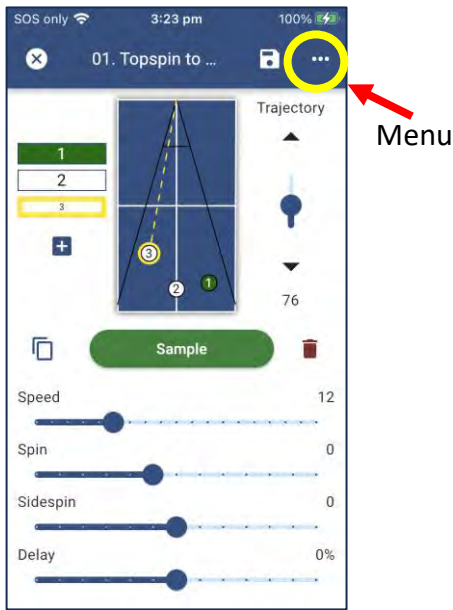 SOS only 3:23 pm 100%
01. Topspin to ...
Menu
Trajectory
1
2
3
3
2
1
76
Sample
Speed 12
Spin 0
Sidespin 0
Delay 0%